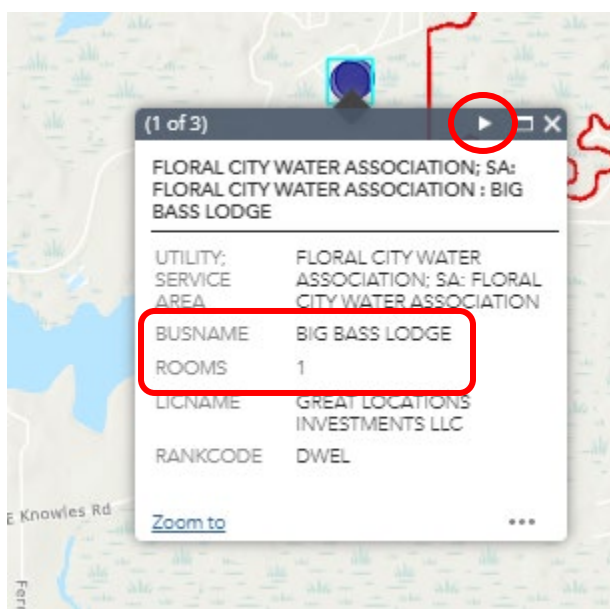 (1 of 3)
FLORAL CITY WATER ASSOCIATION; SA:
FLORAL CITY WATER ASSOCIATION : BIG
BASS LODGE
UTILITY; FLORAL CITY WATER
SERVICE ASSOCIATION; SA: FLORAL
AREA CITY WATER ASSOCIATION
BUSNAME BIG BASS LODGE
ROOMS 1
LICNAME GREAT LOCATIONS
INVESTMENTS LLC
RANKCODE DWEL
E Knowles Rd
Zoom to